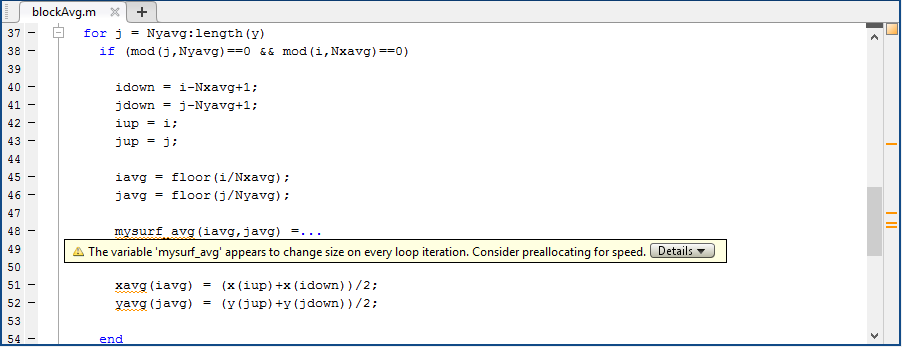 blockAvg.m × +
37 – for j = Nyavg:length(y)
38 – if (mod(j,Nyavg)==0 && mod(i,Nxavg)==0)
39
40 – idown = i-Nxavg+1;
41 – jdown = j-Nyavg+1;
42 – iup = i;
43 – jup = j;
44
45 – iavg = floor(i/Nxavg);
46 – javg = floor(j/Nyavg);
47
48 – mysurf_avg(iavg,javg) =...
49 The variable 'mysurf_avg' appears to change size on every loop iteration. Consider preallocating for speed. Details ▼
50
51 – xavg(iavg) = (x(iup)+x(idown))/2;
52 – yavg(javg) = (y(jup)+y(jdown))/2;
53
54 – end